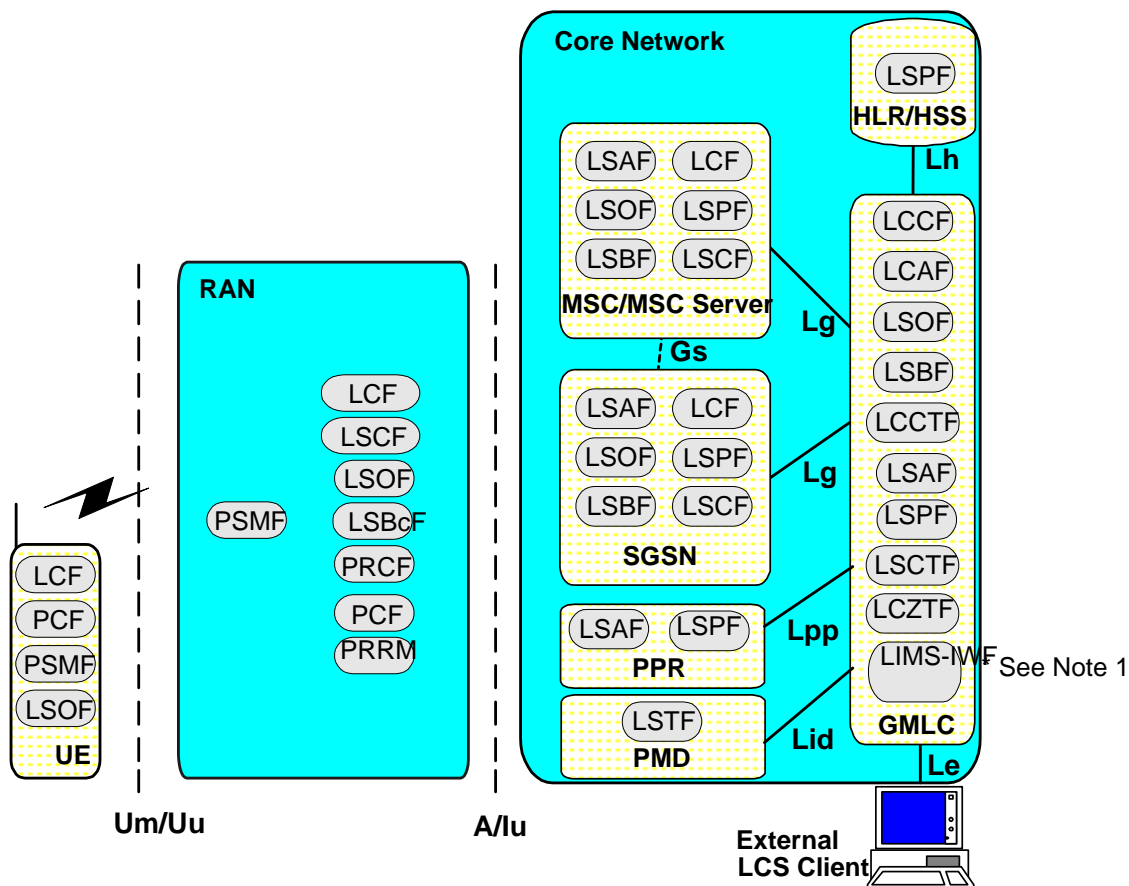 Core Network
LSPF
HLR/HSS
Lh
LSAF LCF
LSOF LSPF
LSBF LSCF
MSC/MSC Server
Lg
Gs
LSAF LCF
LSOF LSPF
LSBF LSCF
SGSN
Lg
LSAF LSPF
PPR
Lpp
LSTF
PMD
Lid
LCCF
LCAF
LSOF
LSBF
LCCTF
LSAF
LSPF
LSCTF
LCZTF
LIMS-IWF
* See Note 1
GMLC
Le
External
LCS Client
RAN
LCF
LSCF
LSOF
PSMF
LSBcF
PRCF
PCF
PRRM
LCF
PCF
PSMF
LSOF
UE
Um/Uu
A/Iu